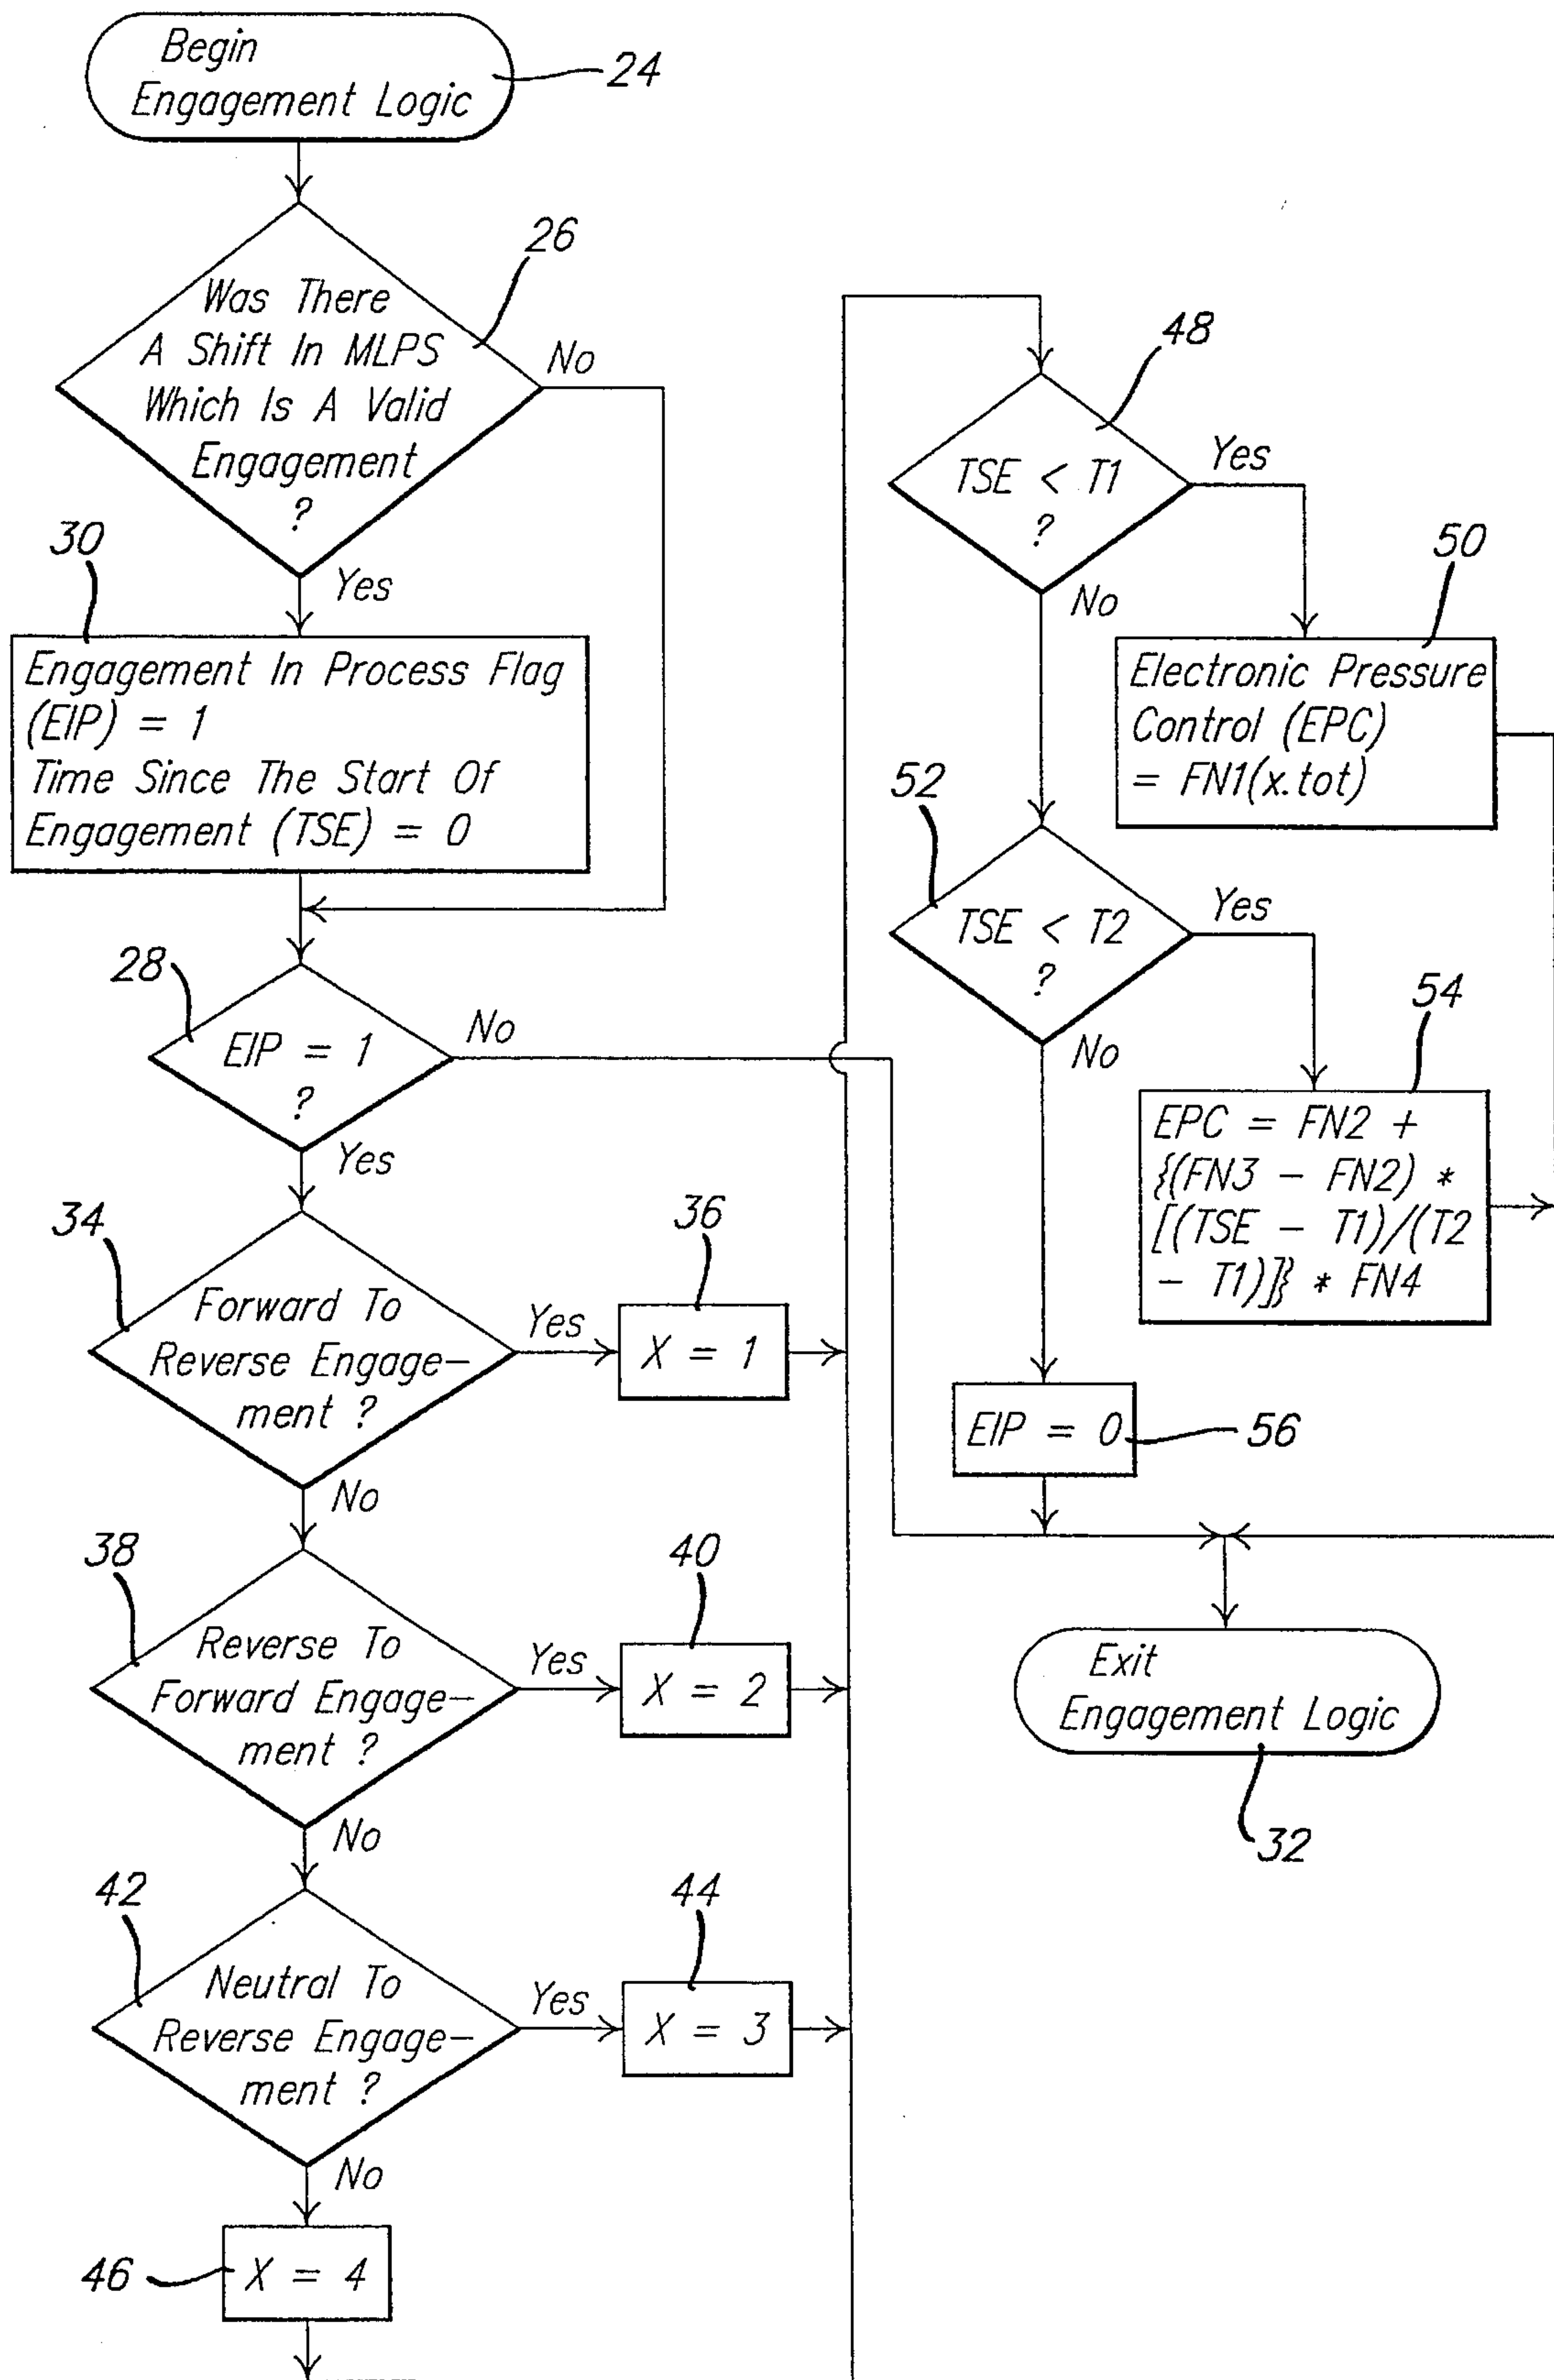 Begin
Engagement Logic
24
26
Was There
A Shift In MLPS
Which Is A Valid
Engagement
?
No
Yes
30
Engagement In Process Flag
(EIP) = 1
Time Since The Start Of
Engagement (TSE) = 0
28
EIP = 1
?
No
Yes
34
Forward To
Reverse Engage-
ment ?
Yes
36
X = 1
No
38
Reverse To
Forward Engage-
ment ?
Yes
40
X = 2
No
42
Neutral To
Reverse Engage-
ment ?
Yes
44
X = 3
No
46
X = 4
48
TSE < T1
?
Yes
No
50
Electronic Pressure
Control (EPC)
= FN1(x.tot)
52
TSE < T2
?
Yes
No
54
EPC = FN2 +
{(FN3 - FN2) *
[(TSE - T1)/(T2
- T1)]} * FN4
EIP = 0
56
Exit
Engagement Logic
32